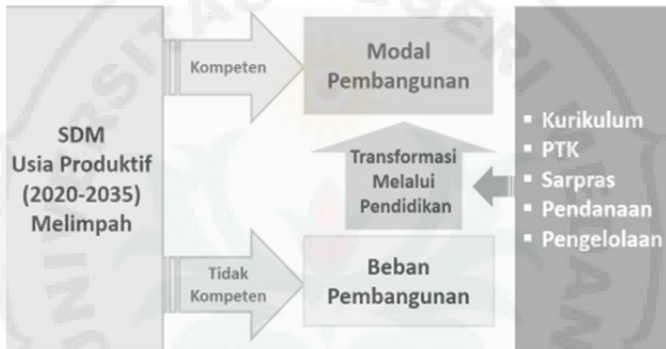 SDM
Usia Produktif
(2020-2035)
Melimpah
Kompeten
Modal
Pembangunan
Transformasi
Melalui
Pendidikan
Tidak
Kompeten
Beban
Pembangunan
▪ Kurikulum
▪ PTK
▪ Sarpras
▪ Pendanaan
▪ Pengelolaan